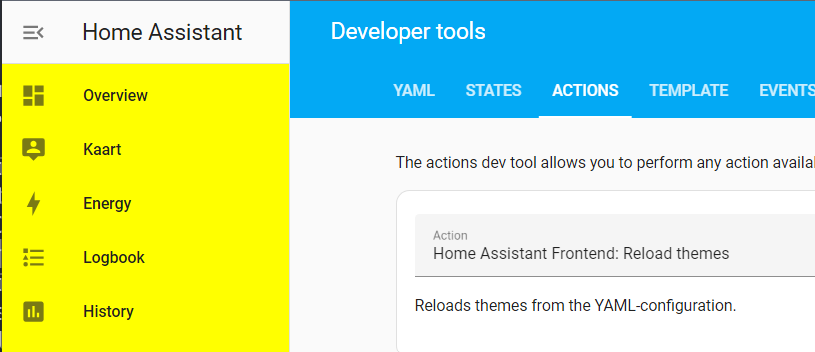 Home Assistant
Developer tools
YAML STATES ACTIONS TEMPLATE EVENTS
Overview
Kaart
Energy
Logbook
History
The actions dev tool allows you to perform any action availa
Action
Home Assistant Frontend: Reload themes
Reloads themes from the YAML-configuration.